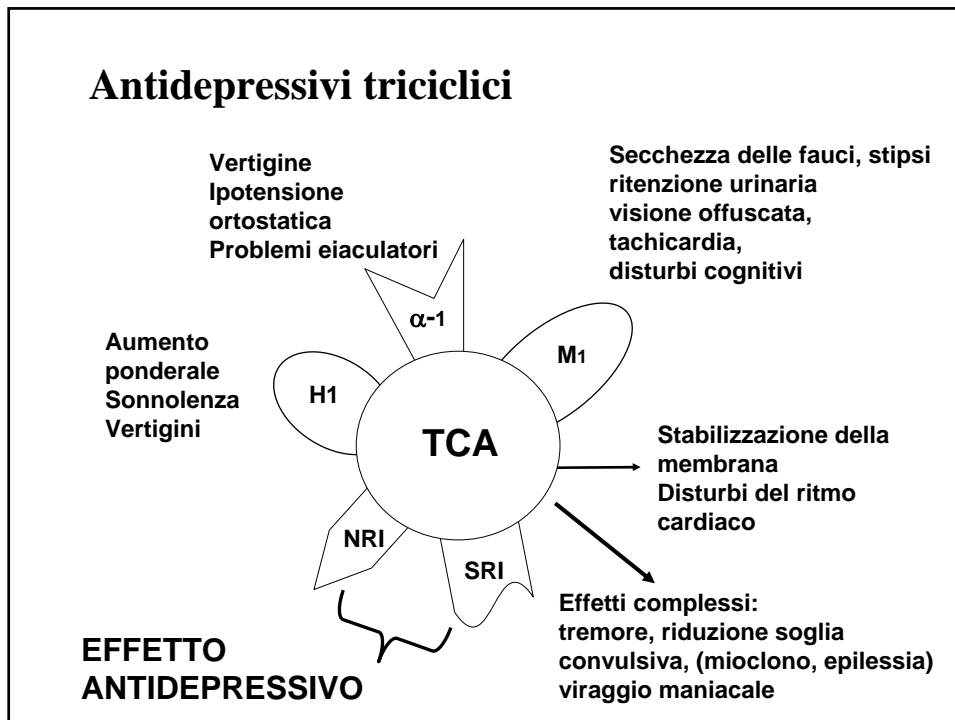 Antidepressivi triciclici
Vertigine
Ipotensione
ortostatica
Problemi eiaculatori
Secchezza delle fauci, stipsi
ritenzione urinaria
visione offuscata,
tachicardia,
disturbi cognitivi
α-1
M1
Aumento
ponderale
Sonnolenza
Vertigini
H1
TCA
Stabilizzazione della
membrana
Disturbi del ritmo
cardiaco
NRI
SRI
Effetti complessi:
tremore, riduzione soglia
convulsiva, (mioclono, epilessia)
viraggio maniacale
EFFETTO
ANTIDEPRESSIVO